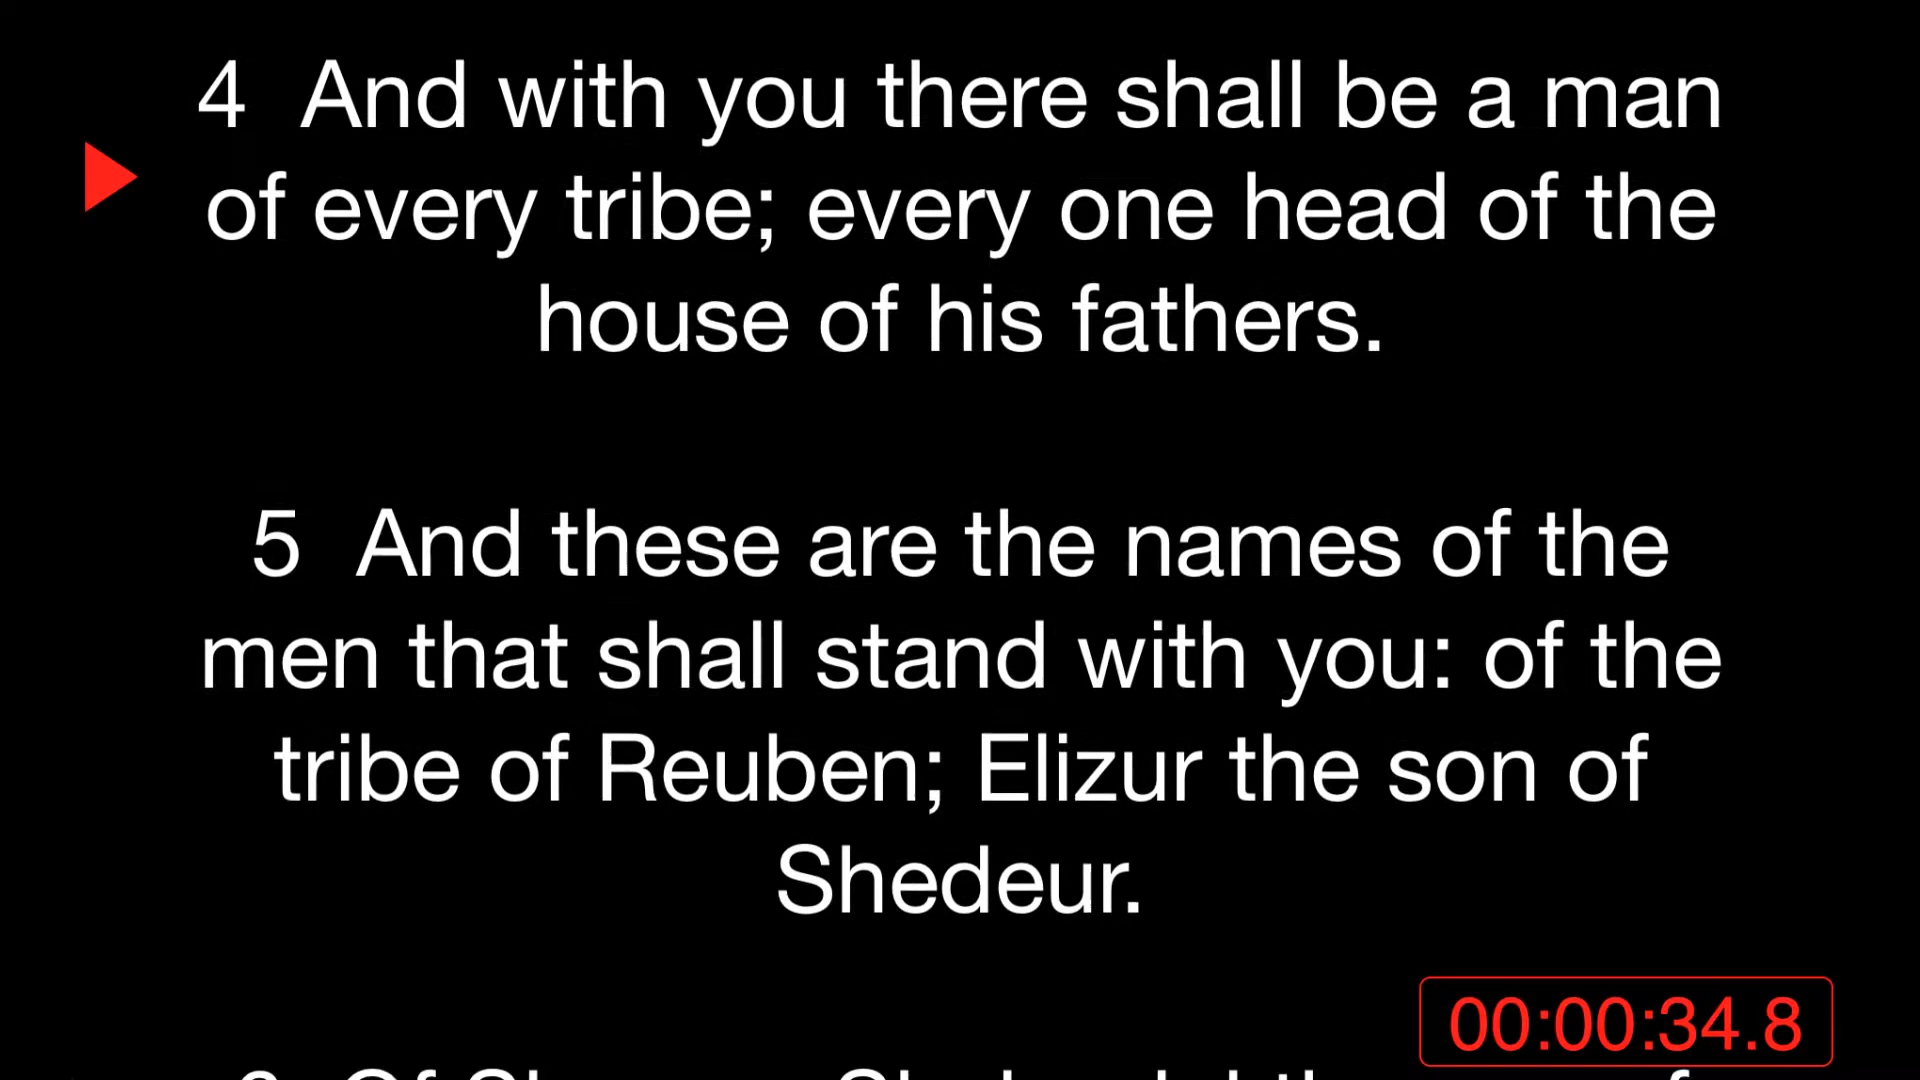 4  And with you there shall be a man
of every tribe; every one head of the
house of his fathers.
5  And these are the names of the
men that shall stand with you: of the
tribe of Reuben; Elizur the son of
Shedeur.
00:00:34.8